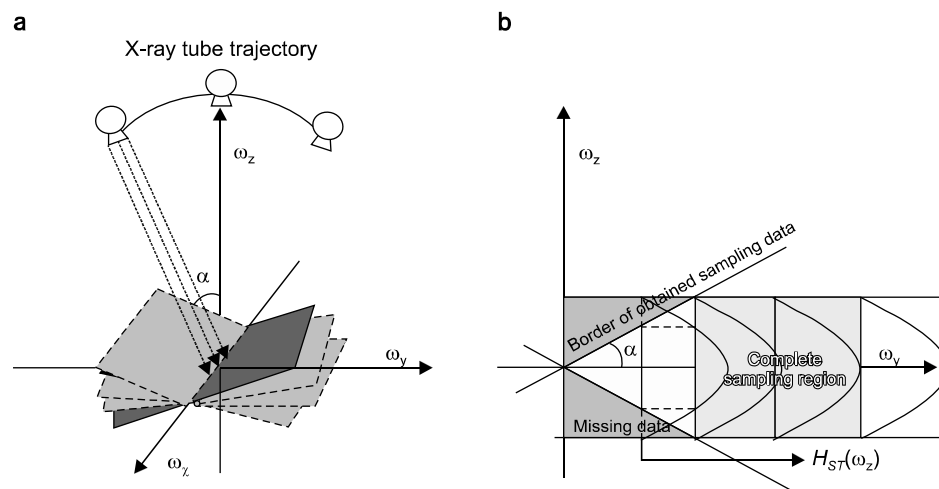 a
X-ray tube trajectory
ω_z
α
ω_y
ω_χ
b
ω_z
Border of obtained sampling data
α
Complete
sampling region
ω_y
Missing data
H_ST(ω_z)